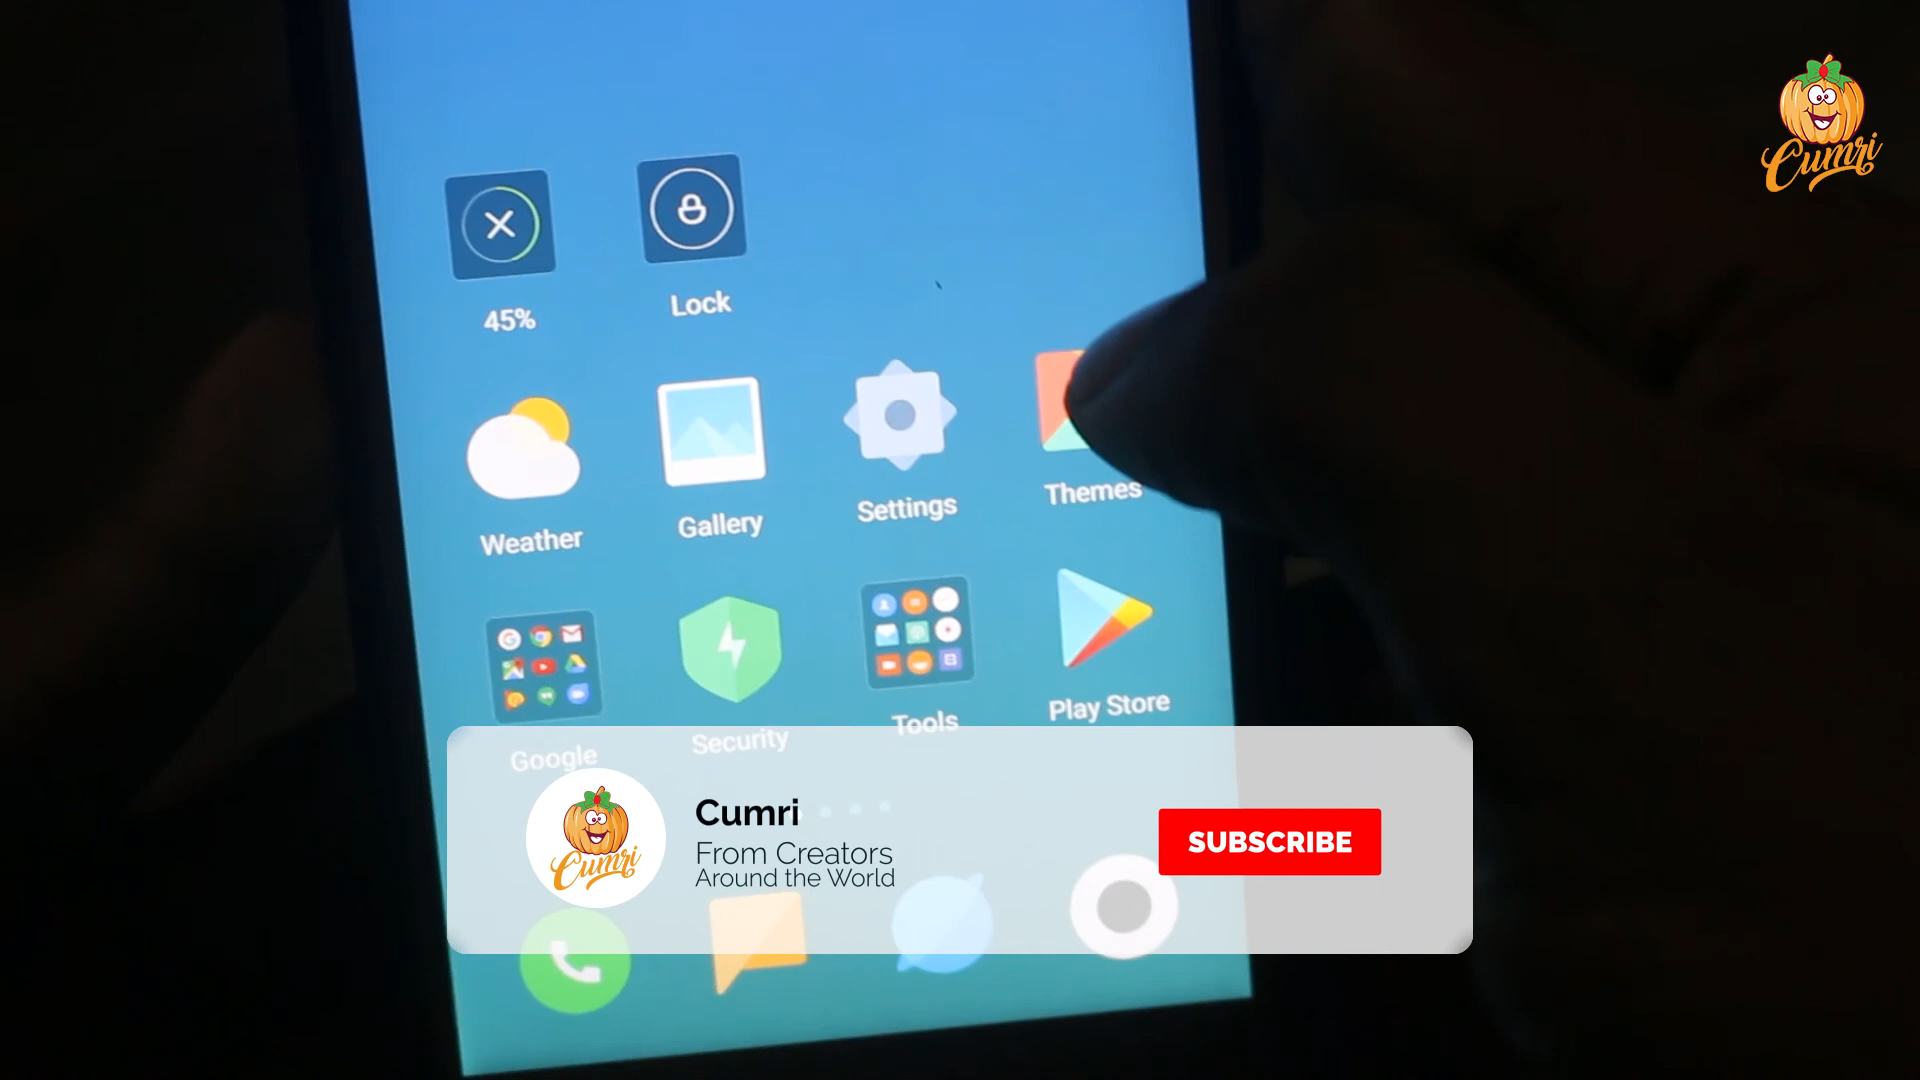 Cumri
45%
Lock
Weather
Gallery
Settings
Themes
Google
Security
Tools
Play Store
Cumri
Cumri
From Creators
Around the World
SUBSCRIBE